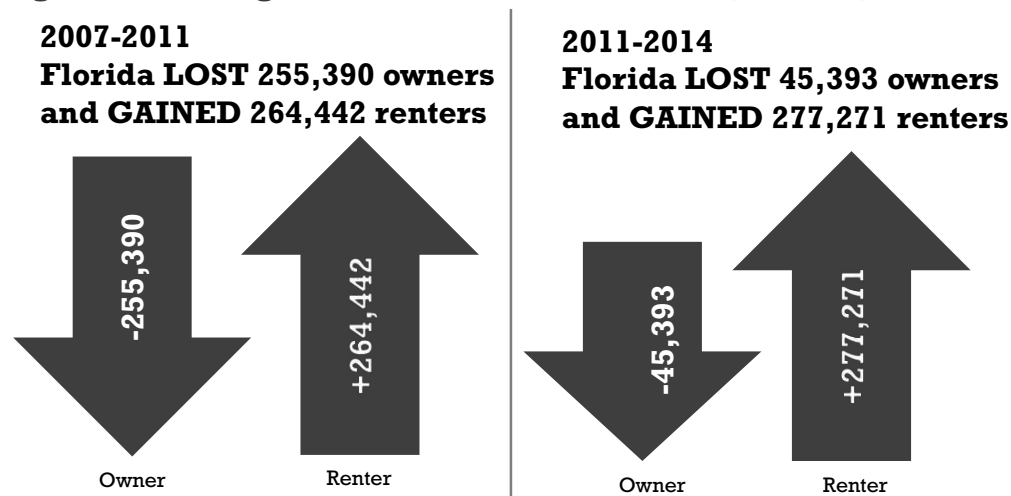 2007-2011
Florida LOST 255,390 owners
and GAINED 264,442 renters
-255,390
+264,442
Owner
Renter
2011-2014
Florida LOST 45,393 owners
and GAINED 277,271 renters
-45,393
+277,271
Owner
Renter